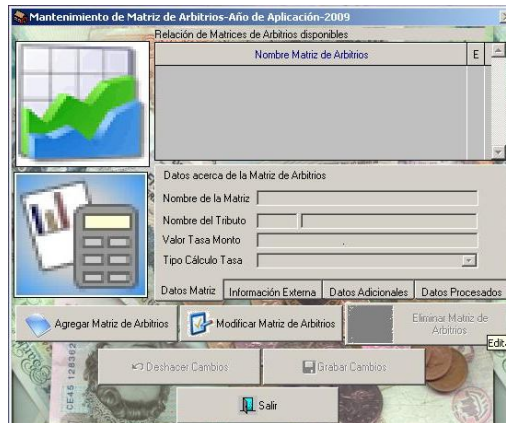 Mantenimiento de Matriz de Arbitrios-Año de Aplicación-2009
Relación de Matrices de Arbitrios disponibles
Nombre Matriz de Arbitrios E
Datos acerca de la Matriz de Arbitrios
Nombre de la Matriz
Nombre del Tributo
Valor Tasa Monto
Tipo Cálculo Tasa
Datos Matriz Información Externa Datos Adicionales Datos Procesados
Agregar Matriz de Arbitrios Modificar Matriz de Arbitrios Eliminar Matriz de Arbitrios
Edit
Deshacer Cambios Grabar Cambios
CE45 128362
Salir